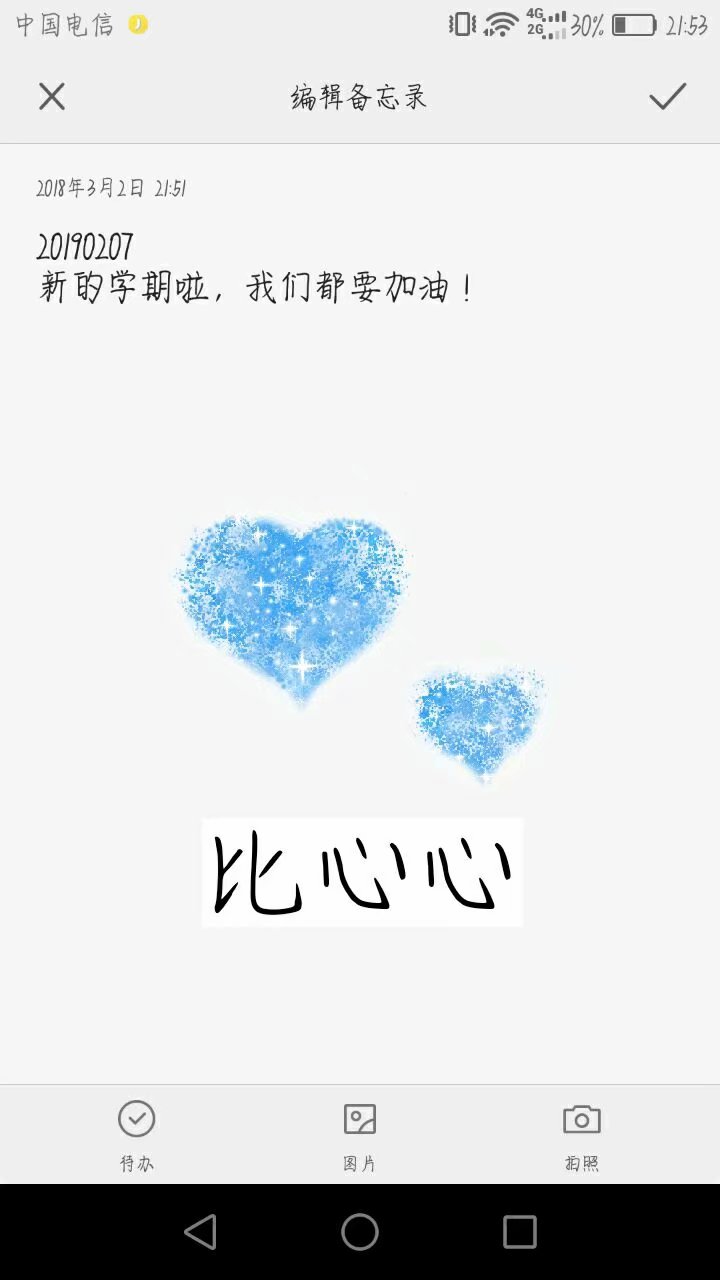 中国电信 4G 2G 30% 21:53
编辑备忘录
2018年3月2日 21:51
20190207
新的学期啦，我们都要加油！
比心心
待办 图片 拍照